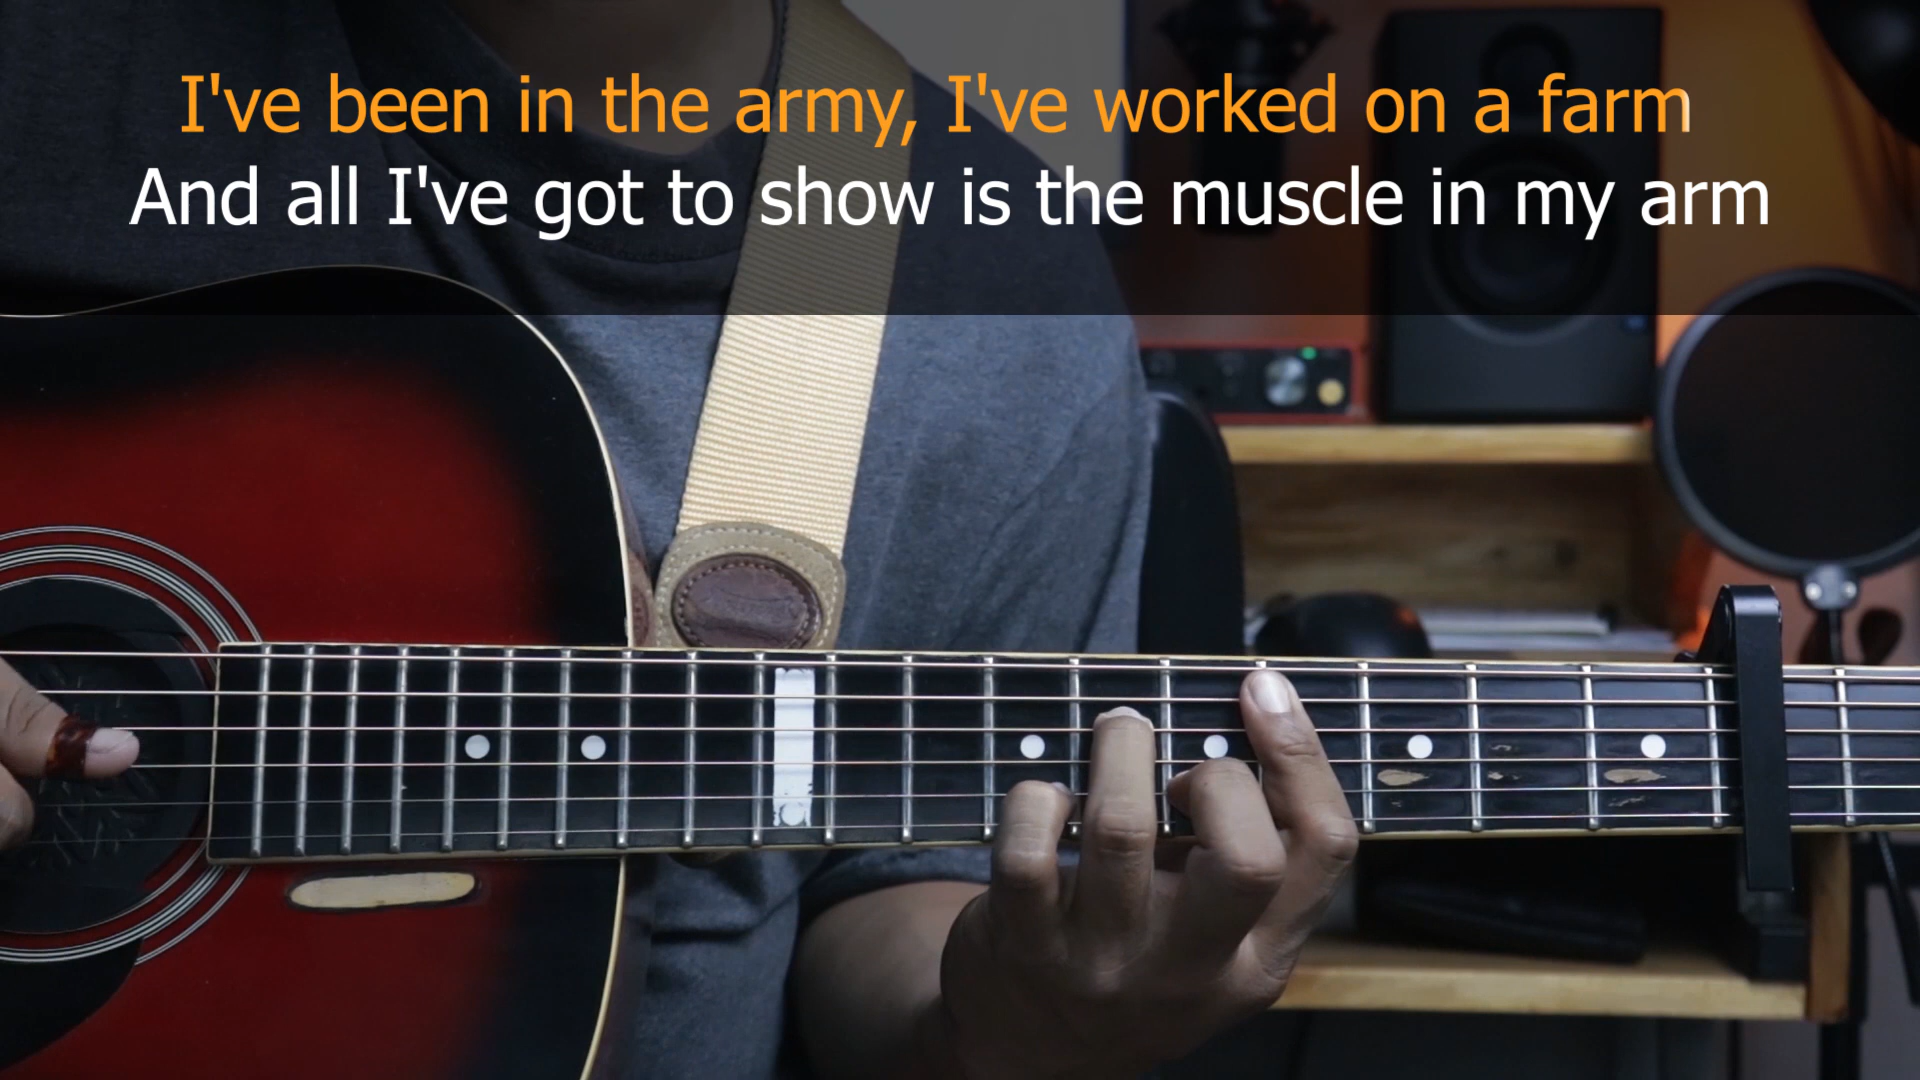 I've been in the army, I've worked on a farm
And all I've got to show is the muscle in my arm